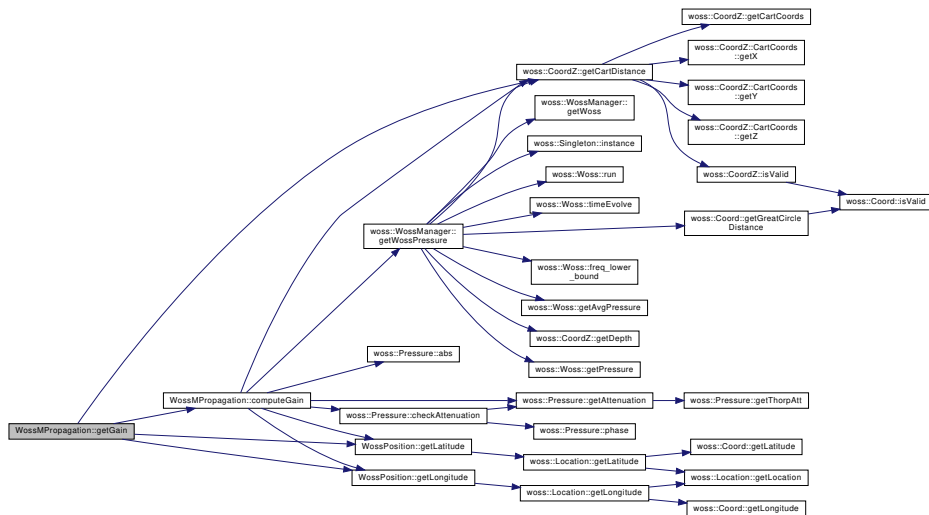 woss::CoordZ::getCartCoords
woss::CoordZ::CartCoords
::getX
woss::CoordZ::getCartDistance
woss::CoordZ::CartCoords
::getY
woss::WossManager::
getWoss
woss::CoordZ::CartCoords
::getZ
woss::Singleton::instance
woss::Woss::run
woss::CoordZ::isValid
woss::Coord::isValid
woss::Woss::timeEvolve
woss::Coord::getGreatCircle
Distance
woss::WossManager::
getWossPressure
woss::Woss::freq_lower
_bound
woss::Woss::getAvgPressure
woss::CoordZ::getDepth
woss::Pressure::abs
woss::Woss::getPressure
WossMPropagation::computeGain
woss::Pressure::getAttenuation
woss::Pressure::getThorpAtt
woss::Pressure::checkAttenuation
WossMPropagation::getGain
woss::Pressure::phase
WossPosition::getLatitude
woss::Coord::getLatitude
woss::Location::getLatitude
WossPosition::getLongitude
woss::Location::getLocation
woss::Location::getLongitude
woss::Coord::getLongitude